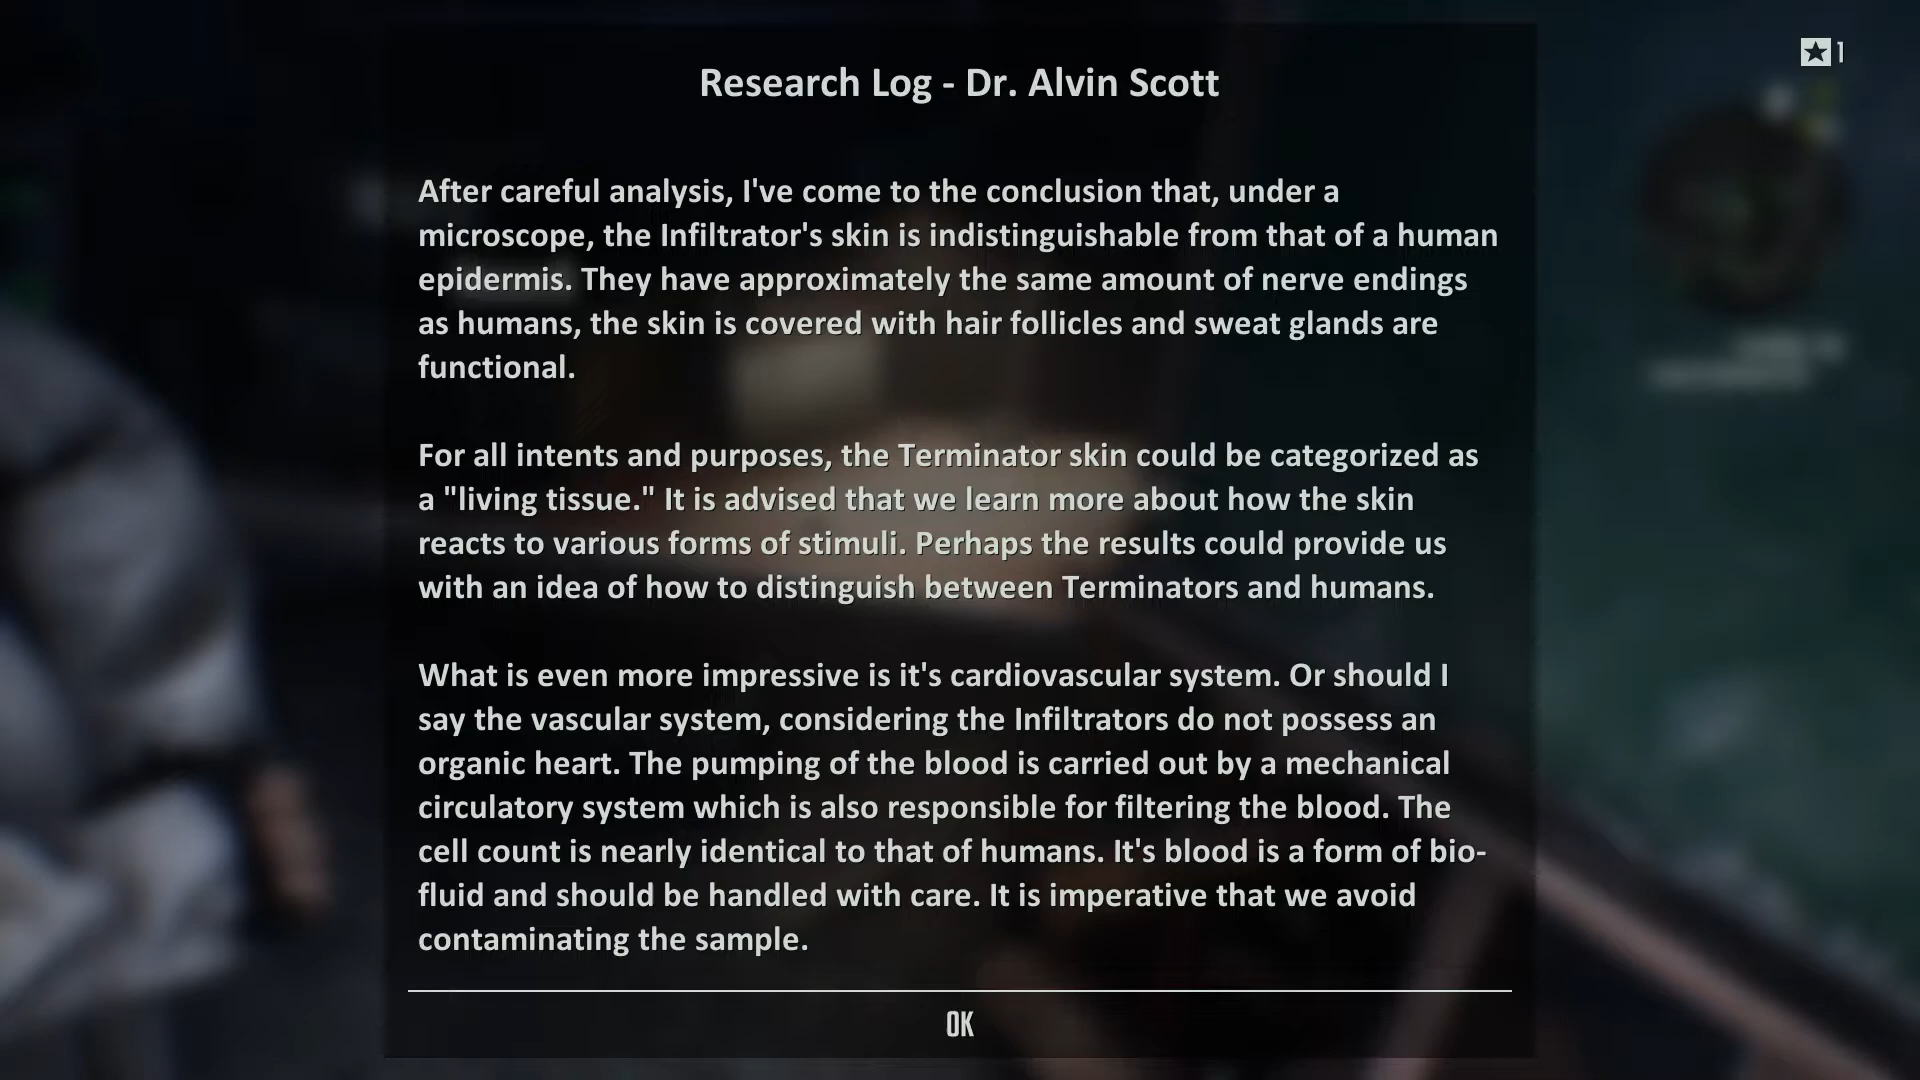 1
Research Log - Dr. Alvin Scott
After careful analysis, I've come to the conclusion that, under a
microscope, the Infiltrator's skin is indistinguishable from that of a human
epidermis. They have approximately the same amount of nerve endings
as humans, the skin is covered with hair follicles and sweat glands are
functional.
For all intents and purposes, the Terminator skin could be categorized as
a "living tissue." It is advised that we learn more about how the skin
reacts to various forms of stimuli. Perhaps the results could provide us
with an idea of how to distinguish between Terminators and humans.
What is even more impressive is it's cardiovascular system. Or should I
say the vascular system, considering the Infiltrators do not possess an
organic heart. The pumping of the blood is carried out by a mechanical
circulatory system which is also responsible for filtering the blood. The
cell count is nearly identical to that of humans. It's blood is a form of bio-
fluid and should be handled with care. It is imperative that we avoid
contaminating the sample.
OK